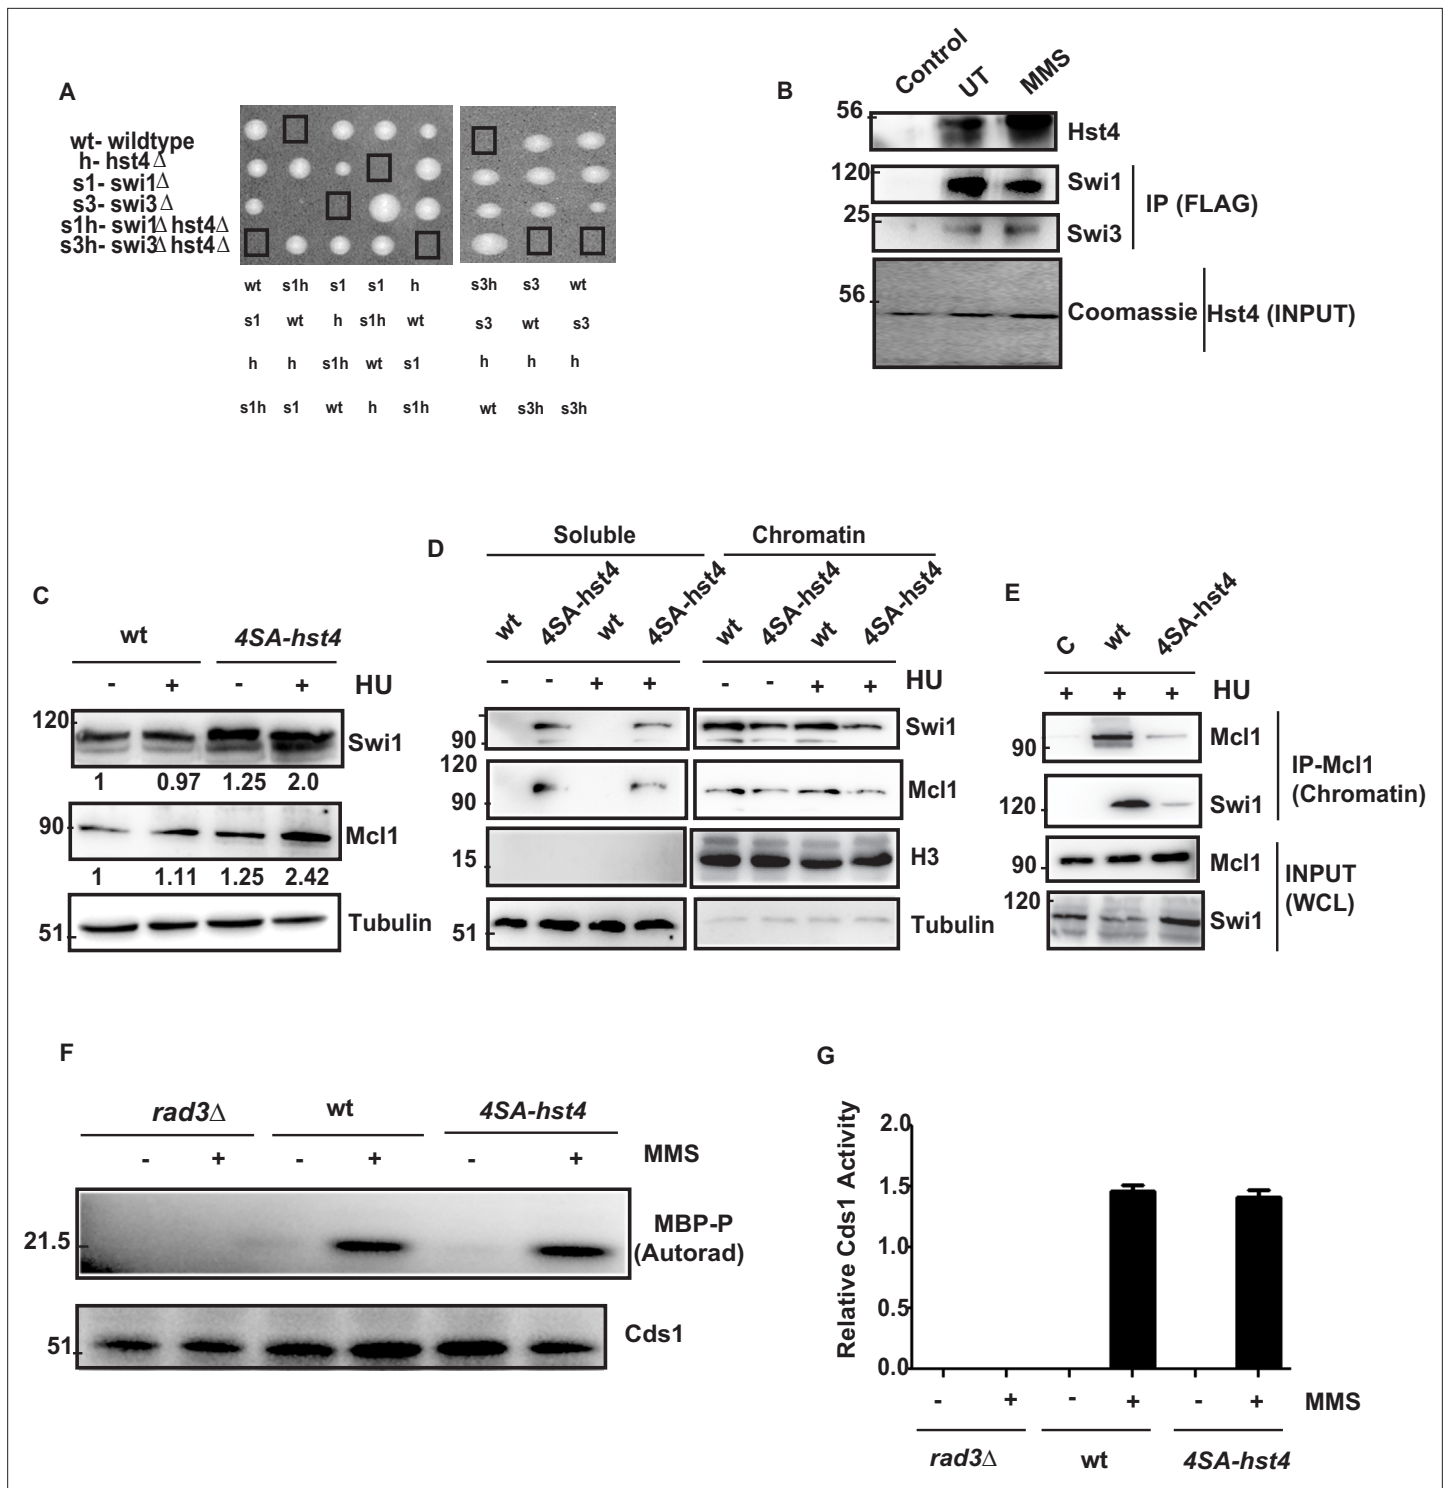 A
wt- wildtype
h- hst4 Δ
s1- swi1Δ
s3- swi3Δ
s1h- swi1Δ hst4Δ
s3h- swi3Δ hst4Δ
wt s1h s1 s1 h
s1 wt h s1h wt
h h s1h wt s1
s1h s1 wt h s1h
s3h s3 wt
s3 wt s3
h h h
wt s3h s3h
B
Control UT MMS
56 Hst4
120 Swi1
25 Swi3
IP (FLAG)
56 Coomassie Hst4 (INPUT)
C
wt 4SA-hst4
- + - + HU
120 Swi1
1 0.97 1.25 2.0
90 Mcl1
1 1.11 1.25 2.42
51 Tubulin
D
Soluble Chromatin
wt 4SA-hst4 wt 4SA-hst4 wt 4SA-hst4 wt 4SA-hst4
- - + + - - + + HU
90 Swi1
120
90 Mcl1
15 H3
51 Tubulin
E
C wt 4SA-hst4
+ + + HU
90 Mcl1
120 Swi1
IP-Mcl1
(Chromatin)
90 Mcl1
120 Swi1
INPUT
(WCL)
F
rad3Δ wt 4SA-hst4
- + - + - + MMS
21.5 MBP-P
(Autorad)
51 Cds1
G
Relative Cds1 Activity
2.0
1.5
1.0
0.5
0.0
- + - + - + MMS
rad3Δ wt 4SA-hst4